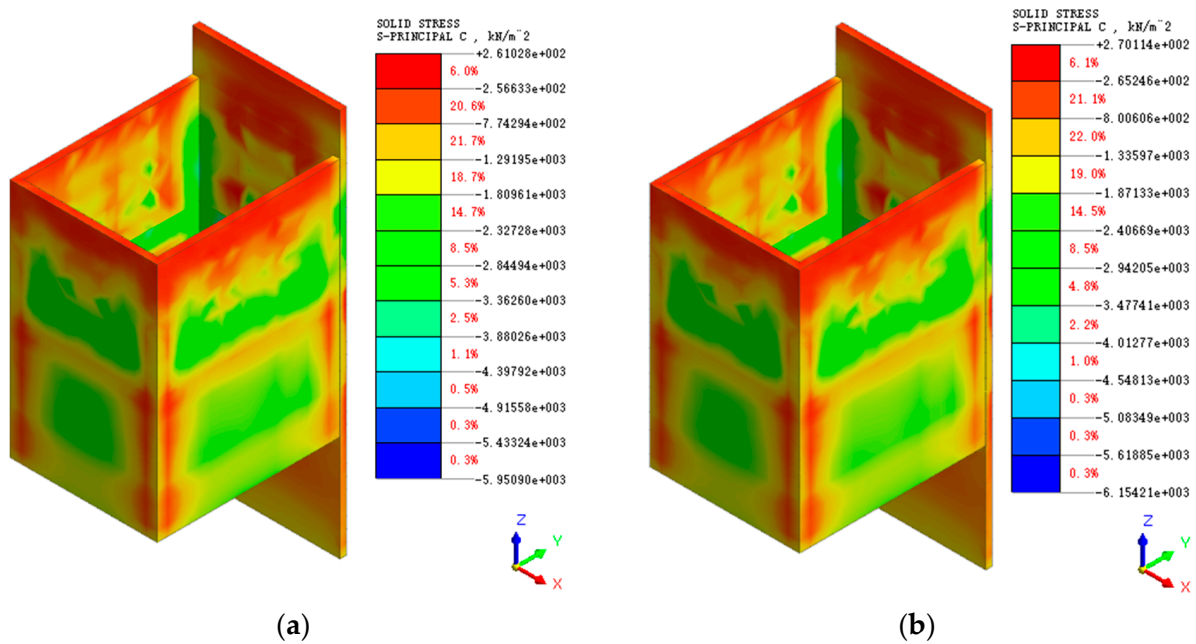 SOLID STRESS
S-PRINCIPAL C , kN/m¨2
+2.61028e+002
6.0%
-2.56633e+002
20.6%
-7.74294e+002
21.7%
-1.29195e+003
18.7%
-1.80961e+003
14.7%
-2.32728e+003
8.5%
-2.84494e+003
5.3%
-3.36260e+003
2.5%
-3.88026e+003
1.1%
-4.39792e+003
0.5%
-4.91558e+003
0.3%
-5.43324e+003
0.3%
-5.95090e+003
Z
Y
X
(a)
SOLID STRESS
S-PRINCIPAL C , kN/m¨2
+2.70114e+002
6.1%
-2.65246e+002
21.1%
-8.00606e+002
22.0%
-1.33597e+003
19.0%
-1.87133e+003
14.5%
-2.40669e+003
8.5%
-2.94205e+003
4.8%
-3.47741e+003
2.2%
-4.01277e+003
1.0%
-4.54813e+003
0.3%
-5.08349e+003
0.3%
-5.61885e+003
0.3%
-6.15421e+003
Z
Y
X
(b)